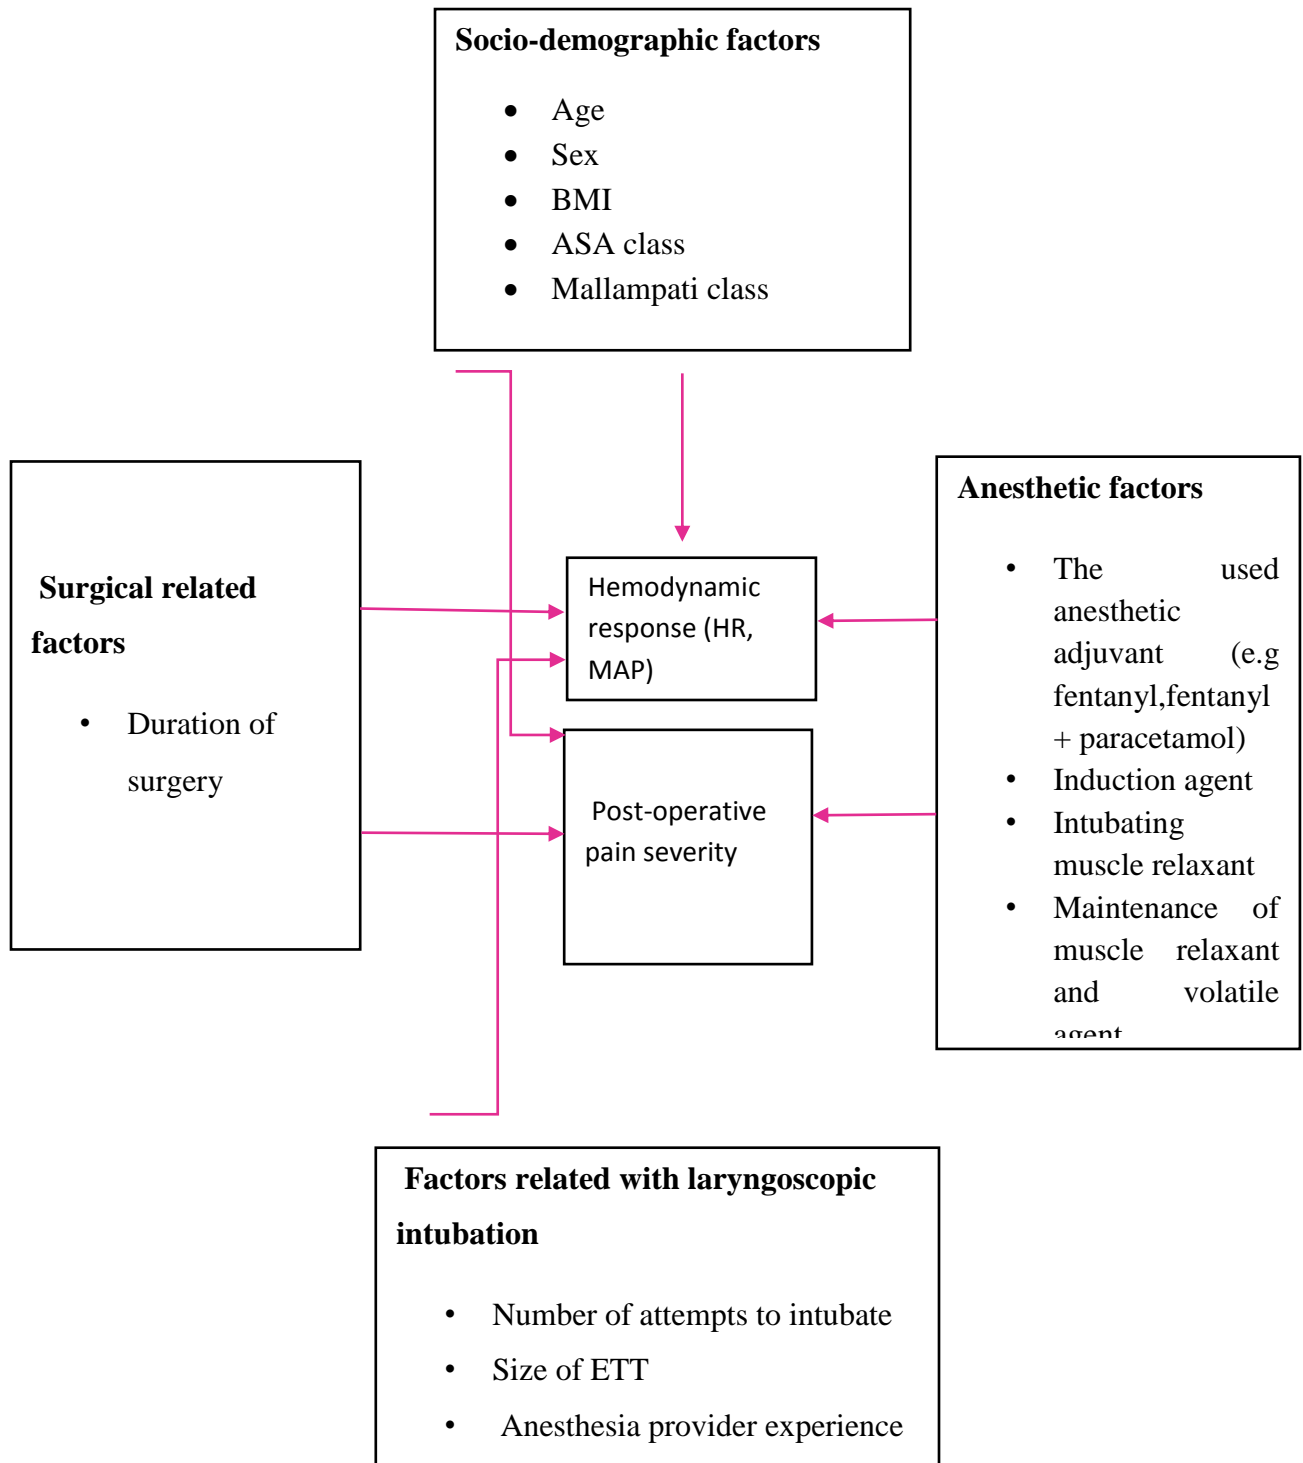 Socio-demographic factors
• Age
• Sex
• BMI
• ASA class
• Mallampati class
Surgical related
factors
• Duration of
surgery
Hemodynamic
response (HR,
MAP)
Post-operative
pain severity
Anesthetic factors
• The used
anesthetic
adjuvant (e.g
fentanyl,fentanyl
+ paracetamol)
• Induction agent
• Intubating
muscle relaxant
• Maintenance of
muscle relaxant
and volatile
agent
Factors related with laryngoscopic
intubation
• Number of attempts to intubate
• Size of ETT
• Anesthesia provider experience